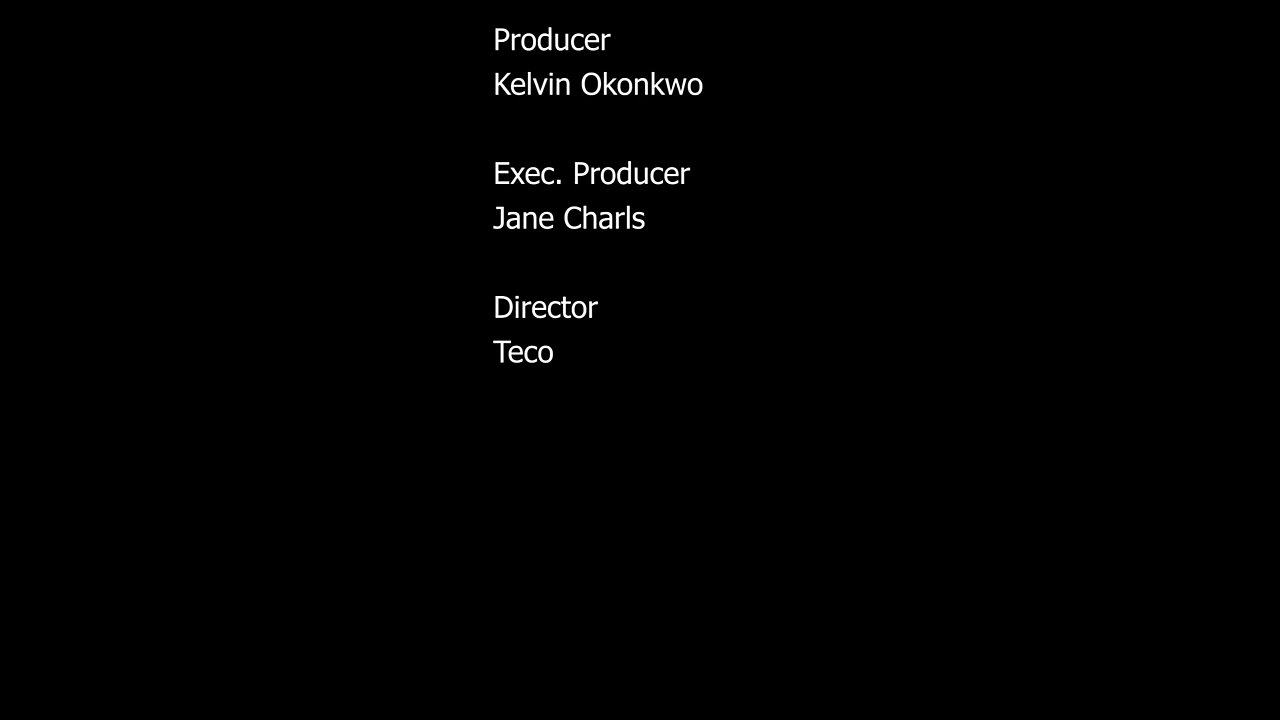 Producer
Kelvin Okonkwo
Exec. Producer
Jane Charls
Director
Teco